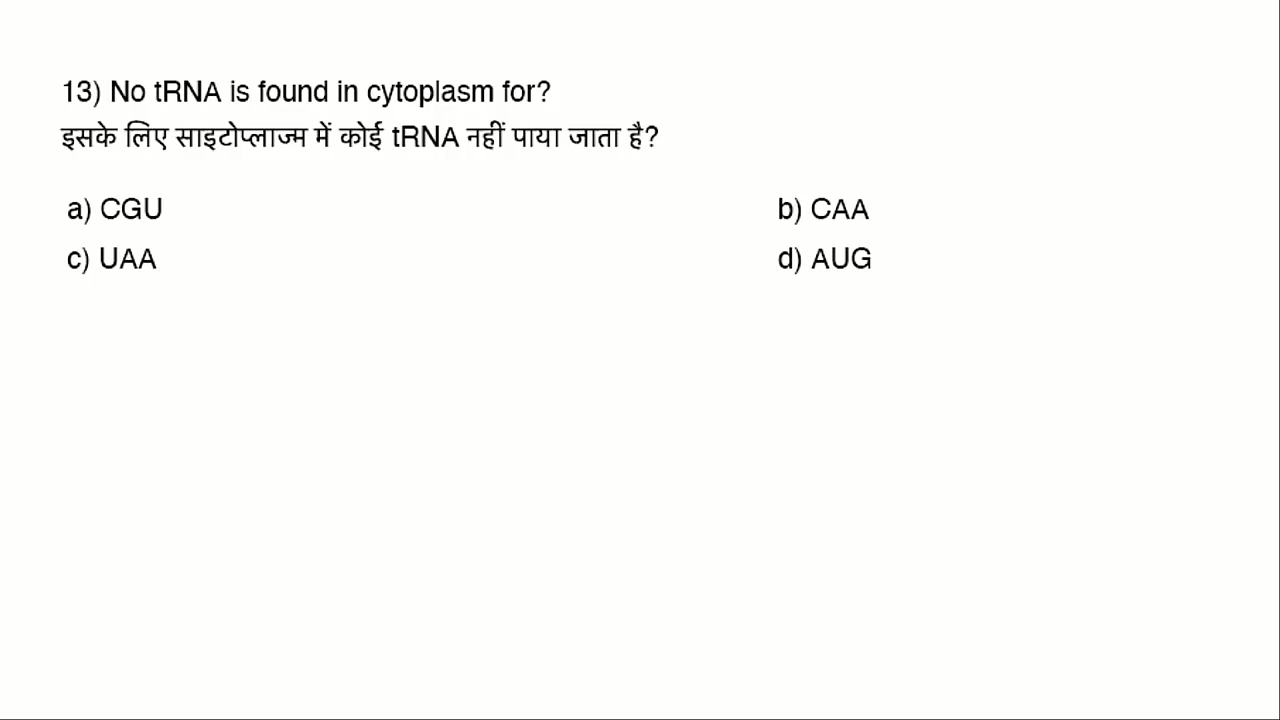 13) No tRNA is found in cytoplasm for?
इसके लिए साइटोप्लाज्म में कोई tRNA नहीं पाया जाता है?
a) CGU b) CAA
c) UAA d) AUG